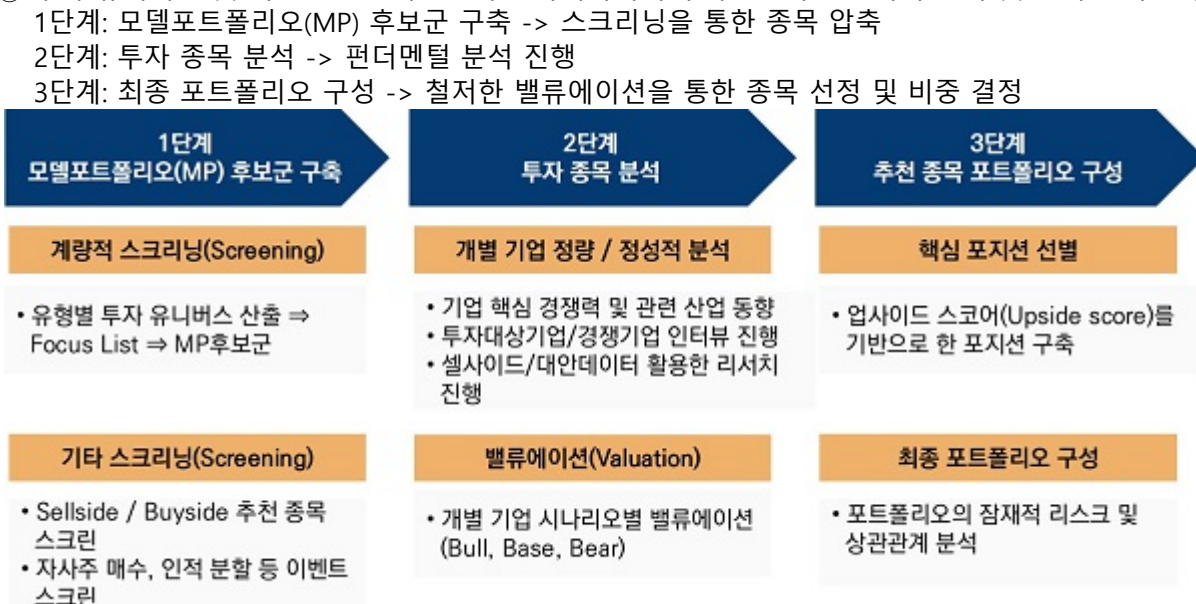 1단계: 모델포트폴리오(MP) 후보군 구축 -> 스크리닝을 통한 종목 압축
2단계: 투자 종목 분석 -> 펀더멘털 분석 진행
3단계: 최종 포트폴리오 구성 -> 철저한 밸류에이션을 통한 종목 선정 및 비중 결정
1단계
모델포트폴리오(MP) 후보군 구축
2단계
투자 종목 분석
3단계
추천 종목 포트폴리오 구성
계량적 스크리닝(Screening)
• 유형별 투자 유니버스 산출 ⇒
Focus List ⇒ MP후보군
개별 기업 정량 / 정성적 분석
• 기업 핵심 경쟁력 및 관련 산업 동향
• 투자대상기업/경쟁기업 인터뷰 진행
• 셀사이드/대안데이터 활용한 리서치
진행
핵심 포지션 선별
• 업사이드 스코어(Upside score)를
기반으로 한 포지션 구축
기타 스크리닝(Screening)
• Sellside / Buyside 추천 종목
스크린
• 자사주 매수, 인적 분할 등 이벤트
스크린
밸류에이션(Valuation)
• 개별 기업 시나리오별 밸류에이션
(Bull, Base, Bear)
최종 포트폴리오 구성
• 포트폴리오의 잠재적 리스크 및
상관관계 분석